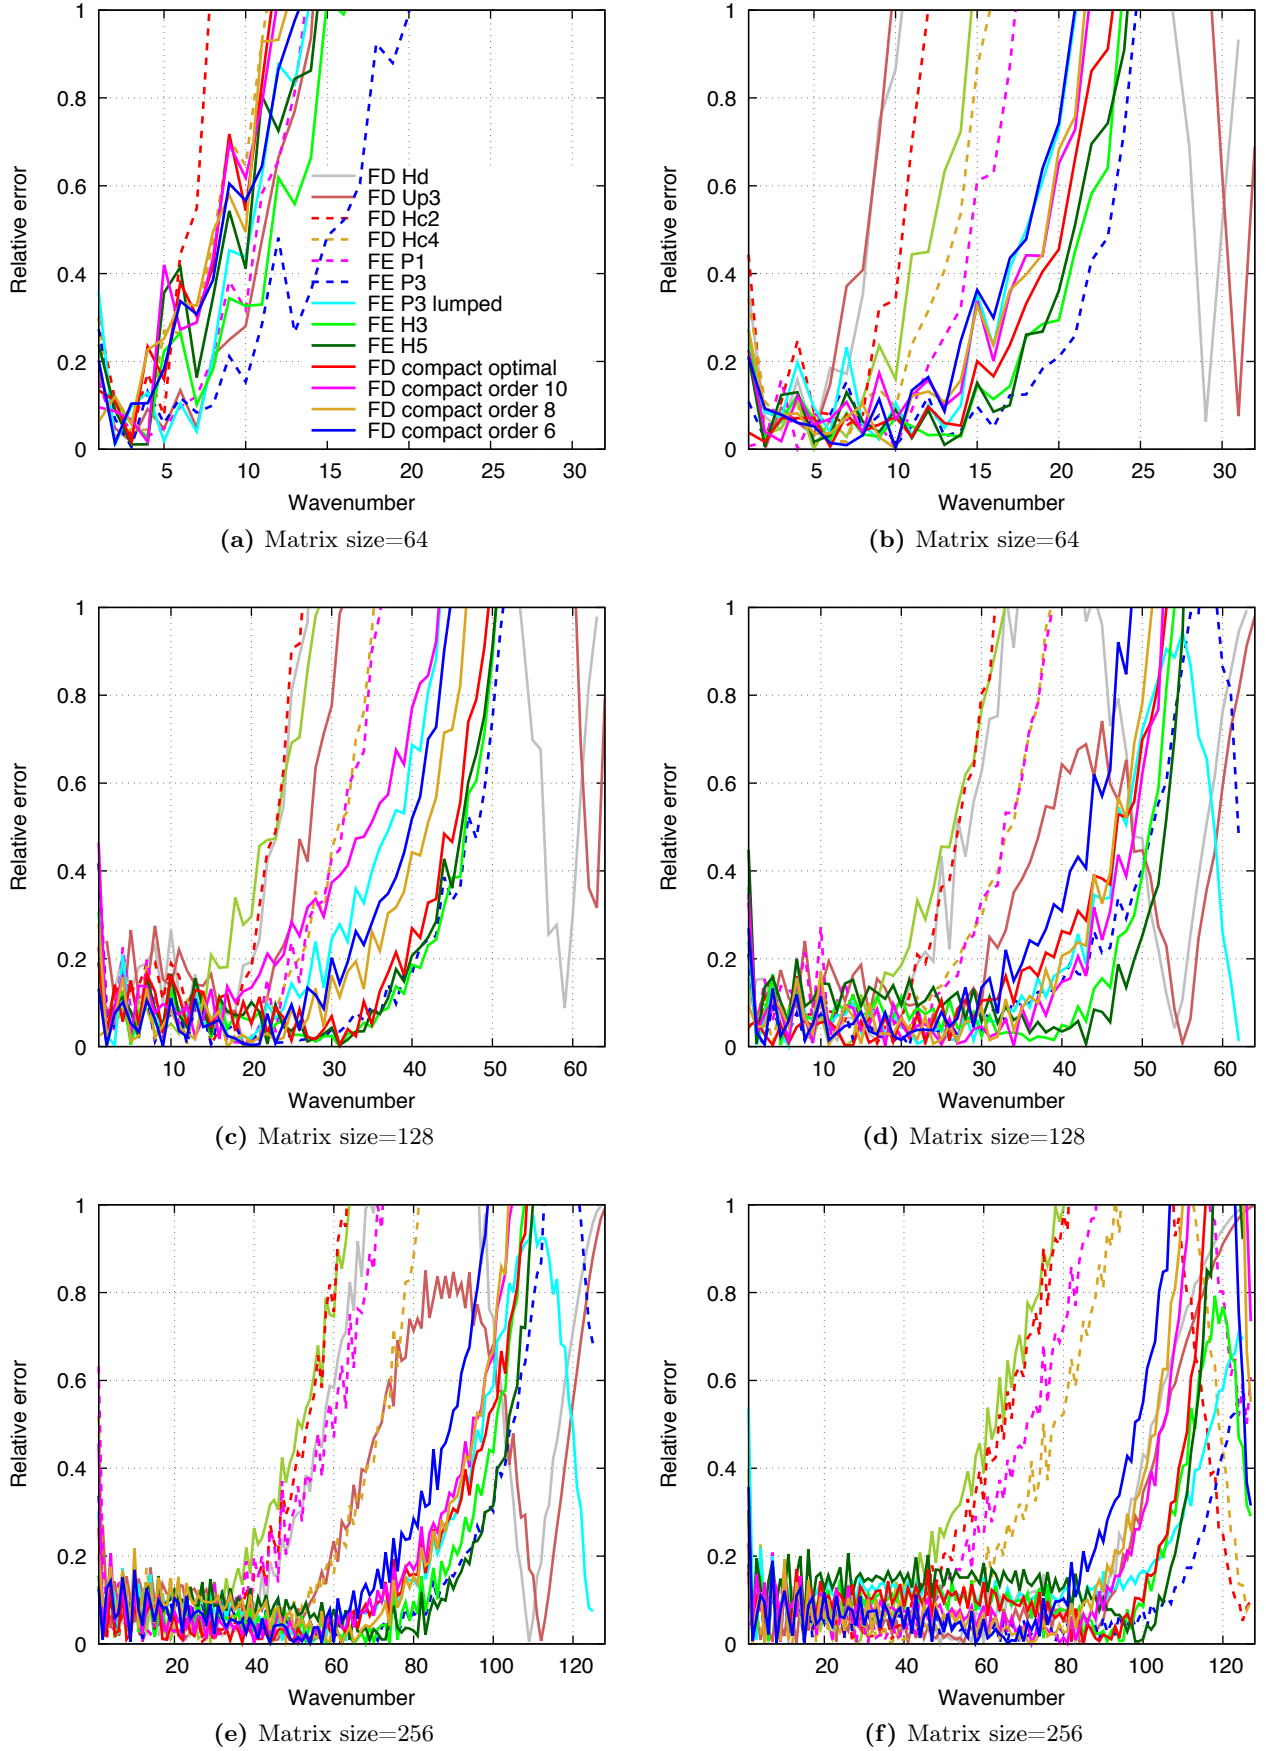 1
0.8
0.6
0.4
0.2
0
Relative error
5 10 15 20 25 30
Wavenumber
FD Hd
FD Up3
FD Hc2
FD Hc4
FE P1
FE P3
FE P3 lumped
FE H3
FE H5
FD compact optimal
FD compact order 10
FD compact order 8
FD compact order 6
(a) Matrix size=64
1
0.8
0.6
0.4
0.2
0
Relative error
5 10 15 20 25 30
Wavenumber
(b) Matrix size=64
1
0.8
0.6
0.4
0.2
0
Relative error
10 20 30 40 50 60
Wavenumber
(c) Matrix size=128
1
0.8
0.6
0.4
0.2
0
Relative error
10 20 30 40 50 60
Wavenumber
(d) Matrix size=128
1
0.8
0.6
0.4
0.2
0
Relative error
20 40 60 80 100 120
Wavenumber
(e) Matrix size=256
1
0.8
0.6
0.4
0.2
0
Relative error
20 40 60 80 100 120
Wavenumber
(f) Matrix size=256